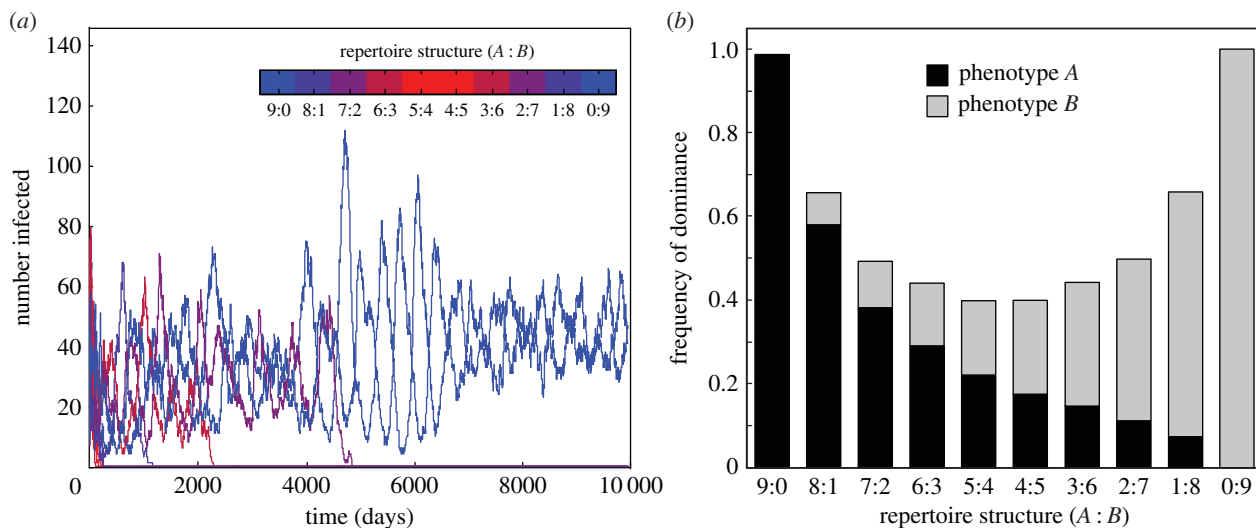 (a)
140
120
100
80
60
40
20
0
number infected
repertoire structure (A : B)
9:0 8:1 7:2 6:3 5:4 4:5 3:6 2:7 1:8 0:9
2000 4000 6000 8000 10 000
time (days)
(b)
1.0
0.8
0.6
0.4
0.2
0
frequency of dominance
phenotype A
phenotype B
9:0 8:1 7:2 6:3 5:4 4:5 3:6 2:7 1:8 0:9
repertoire structure (A : B)